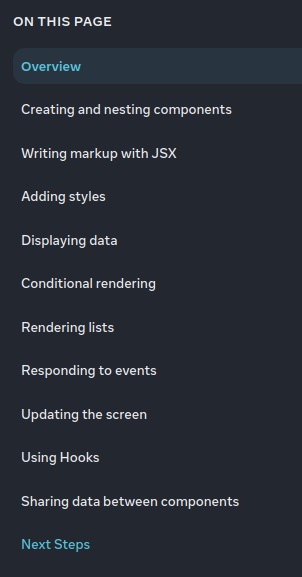 ON THIS PAGE
Overview
Creating and nesting components
Writing markup with JSX
Adding styles
Displaying data
Conditional rendering
Rendering lists
Responding to events
Updating the screen
Using Hooks
Sharing data between components
Next Steps